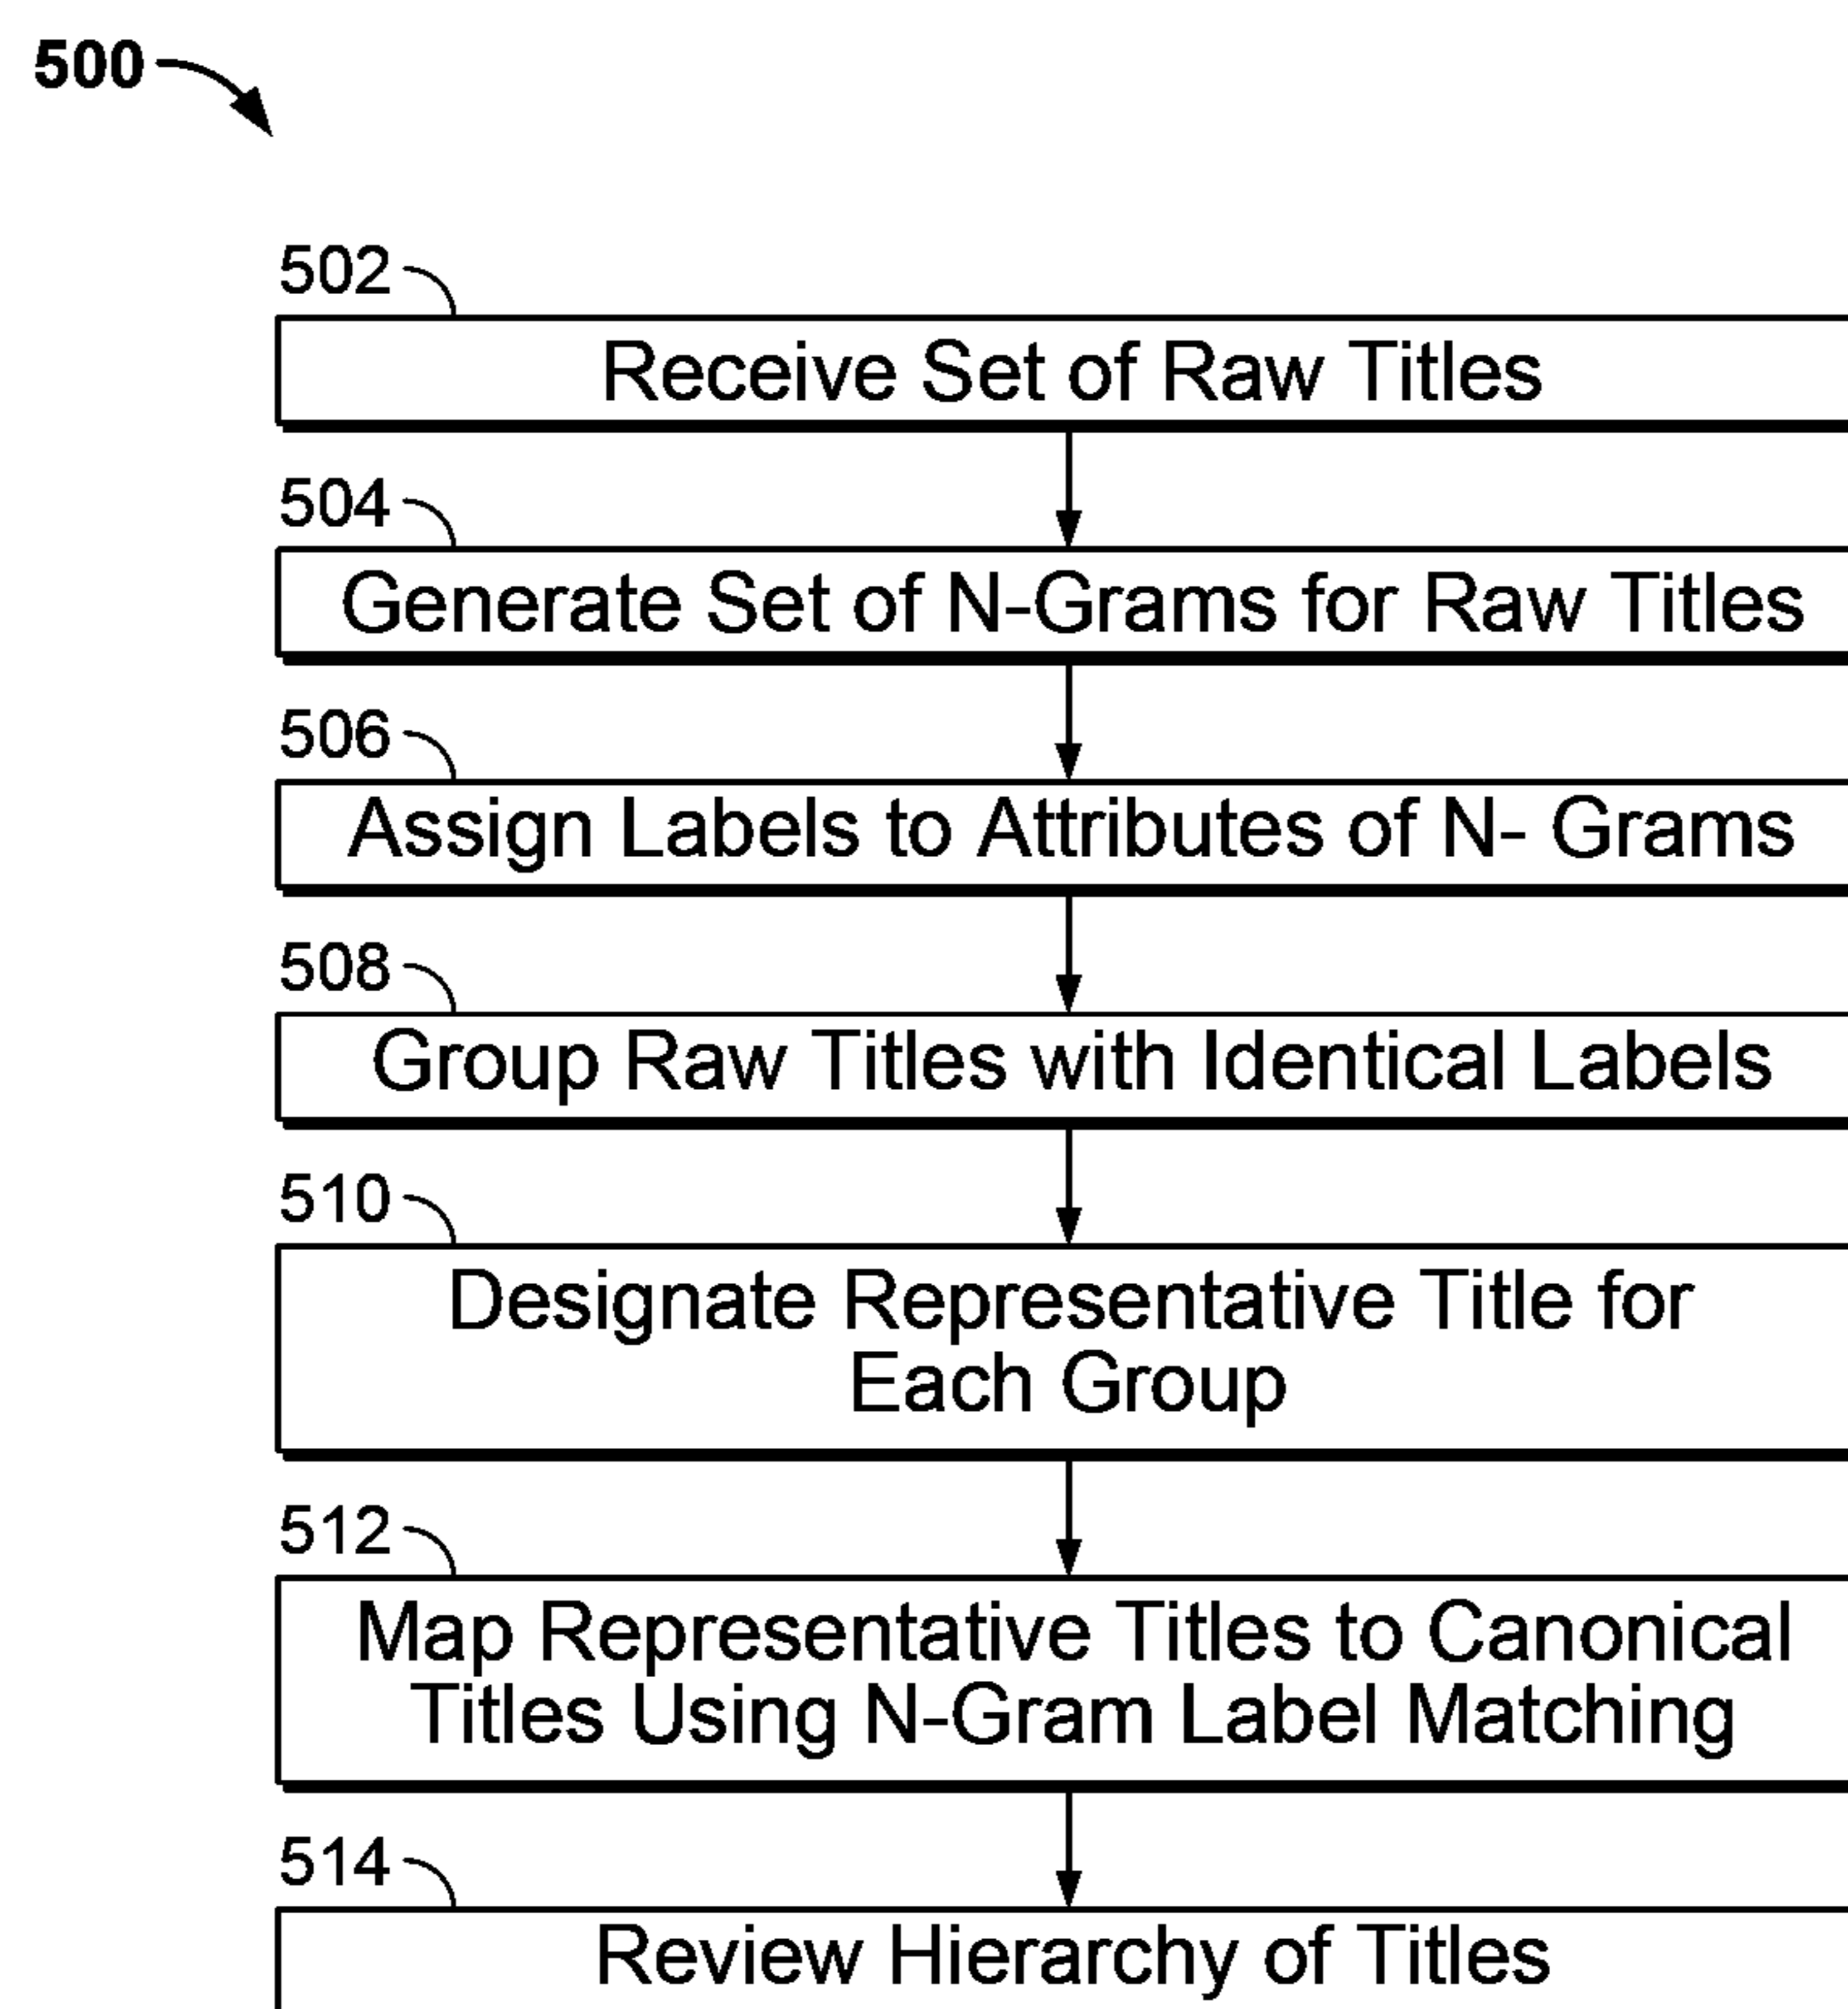 500
502
Receive Set of Raw Titles
504
Generate Set of N-Grams for Raw Titles
506
Assign Labels to Attributes of N- Grams
508
Group Raw Titles with Identical Labels
510
Designate Representative Title for
Each Group
512
Map Representative Titles to Canonical
Titles Using N-Gram Label Matching
514
Review Hierarchy of Titles